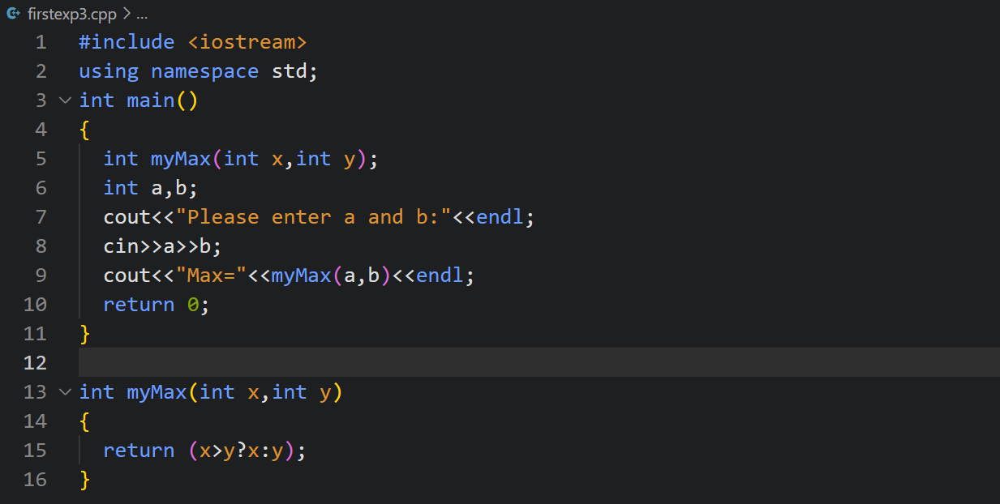 firstexp3.cpp > ...
1 #include <iostream>
2 using namespace std;
3 int main()
4 {
5   int myMax(int x,int y);
6   int a,b;
7   cout<<"Please enter a and b:"<<endl;
8   cin>>a>>b;
9   cout<<"Max="<<myMax(a,b)<<endl;
10   return 0;
11 }
12
13 int myMax(int x,int y)
14 {
15   return (x>y?x:y);
16 }